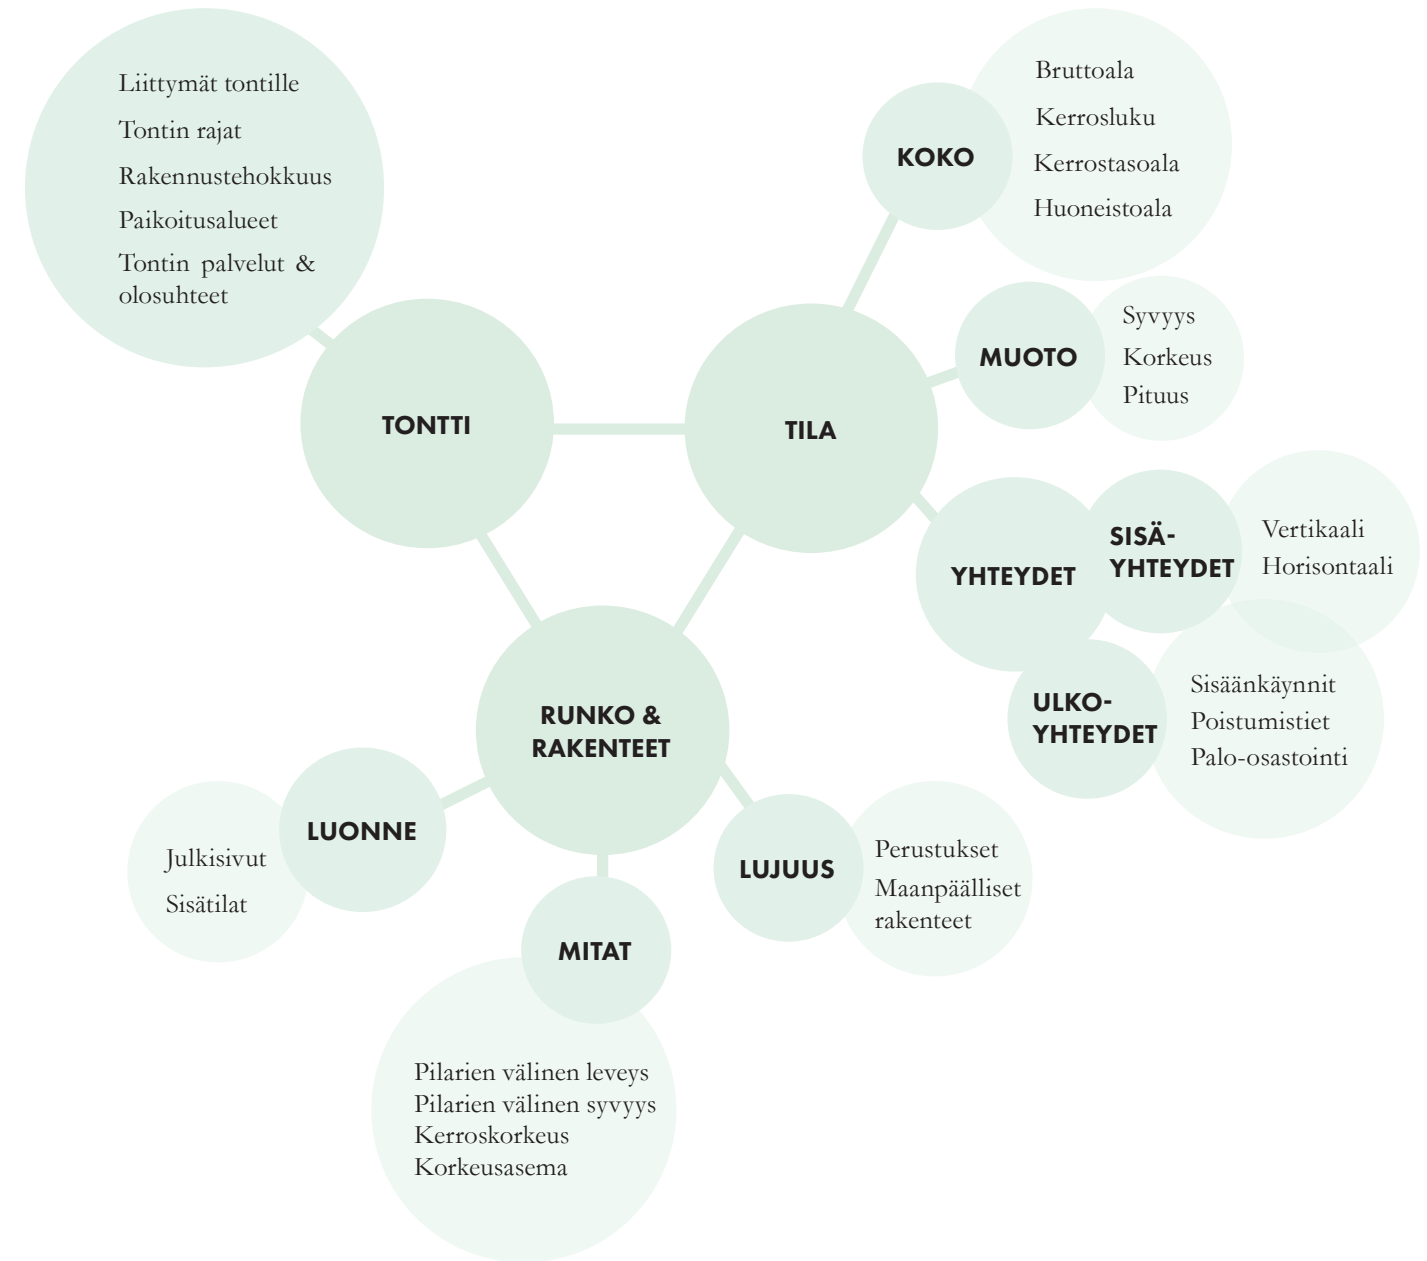 Liittymät tontille
Tontin rajat
Rakennustehokkuus
Paikoitusalueet
Tontin palvelut &
olosuhteet
TONTTI
TILA
KOKO
Bruttoala
Kerrosluku
Kerrostasoala
Huoneistoala
MUOTO
Syvyys
Korkeus
Pituus
YHTEYDET
SISÄ-
YHTEYDET
Vertikaali
Horisontaali
ULKO-
YHTEYDET
Sisäänkäynnit
Poistumistiet
Palo-osastointi
RUNKO &
RAKENTEET
LUONNE
Julkisivut
Sisätilat
MITAT
Pilarien välinen leveys
Pilarien välinen syvyys
Kerroskorkeus
Korkeusasema
LUJUUS
Perustukset
Maanpäälliset
rakenteet